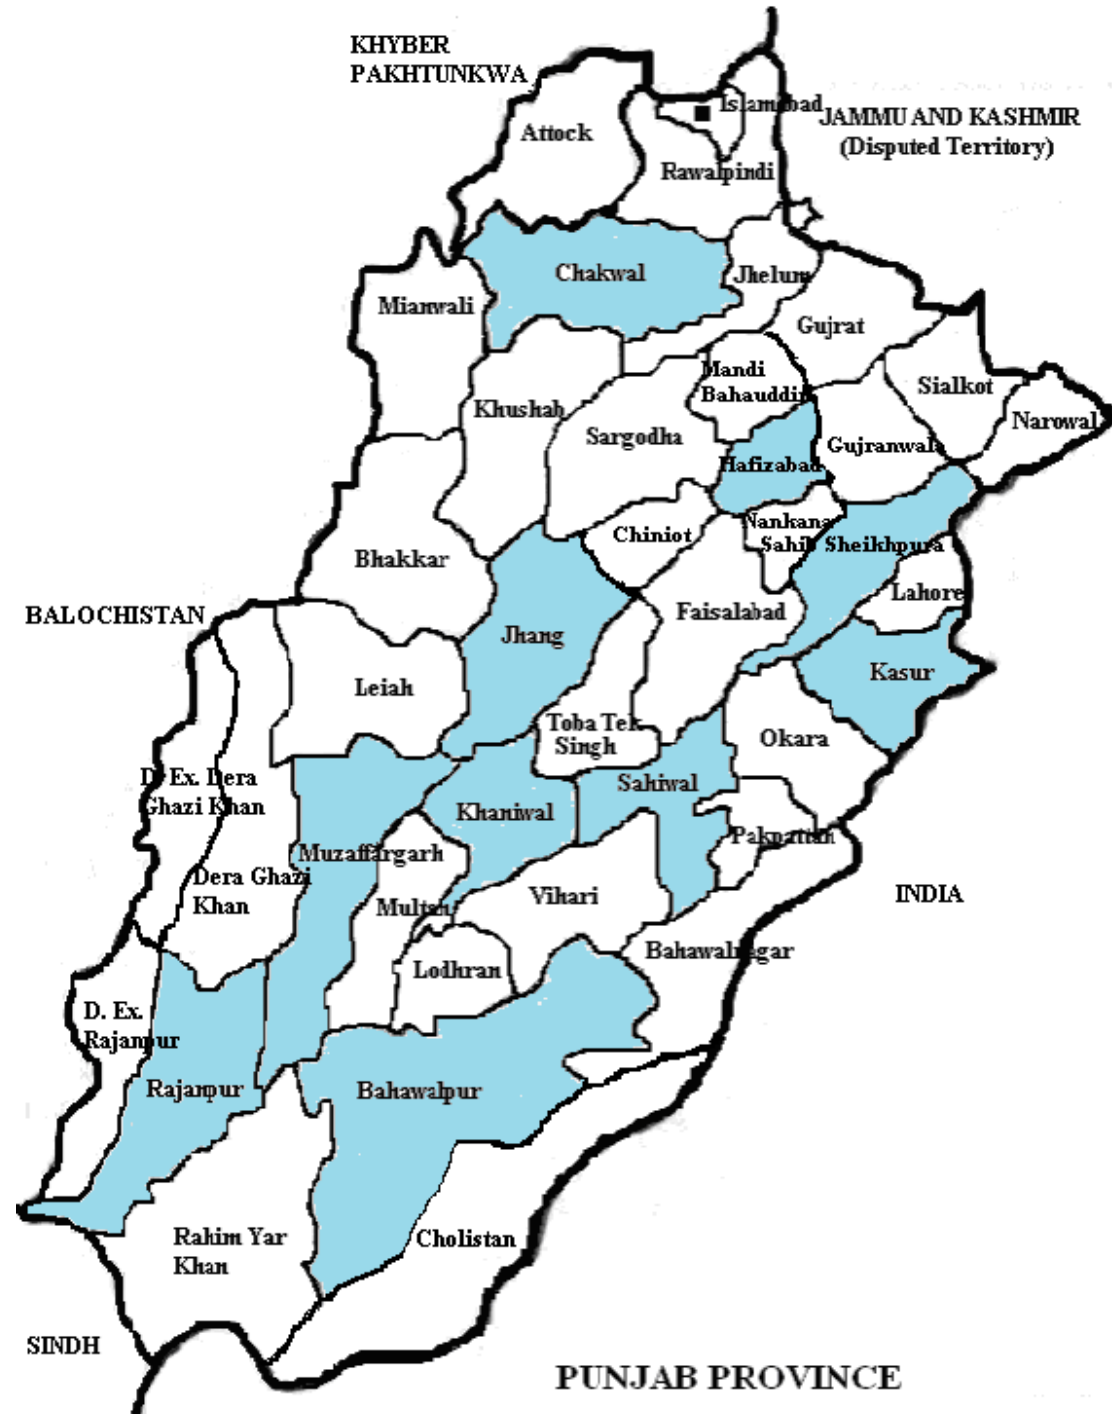 KHYBER
PAKHTUNKWA
Islamabad
JAMMU AND KASHMIR
(Disputed Territory)
Attock
Rawalpindi
Chakwal
Jhelum
Mianwali
Gujrat
Mandi
Bahauddin
Sialkot
Khushab
Narowal
Sargodha
Gujranwala
Hafizabad
Nankana
Sahib
Chiniot
Sheikhpura
Bhakkar
Lahore
BALOCHISTAN
Faisalabad
Jhang
Kasur
Leiah
Toba Tek
Singh
Okara
D. Ex. Dera
Ghazi Khan
Sahiwal
Khaniwal
Pakpattan
Muzaffargarh
Dera Ghazi
Khan
Multan
Vihari
INDIA
Bahawalnagar
Lodhran
D. Ex.
Rajanpur
Rajanpur
Bahawalpur
Rahim Yar
Khan
Cholistan
SINDH
PUNJAB PROVINCE